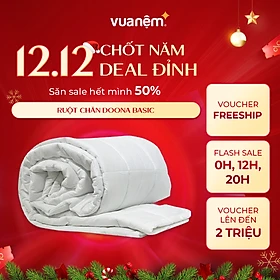 vuanệm
12.12 CHỐT NĂM
DEAL ĐỈNH
Săn sale hết mình 50%
RUỘT CHĂN DOONA BASIC
VOUCHER
FREESHIP
FLASH SALE
0H, 12H,
20H
VOUCHER
LÊN ĐẾN
2 TRIỆU